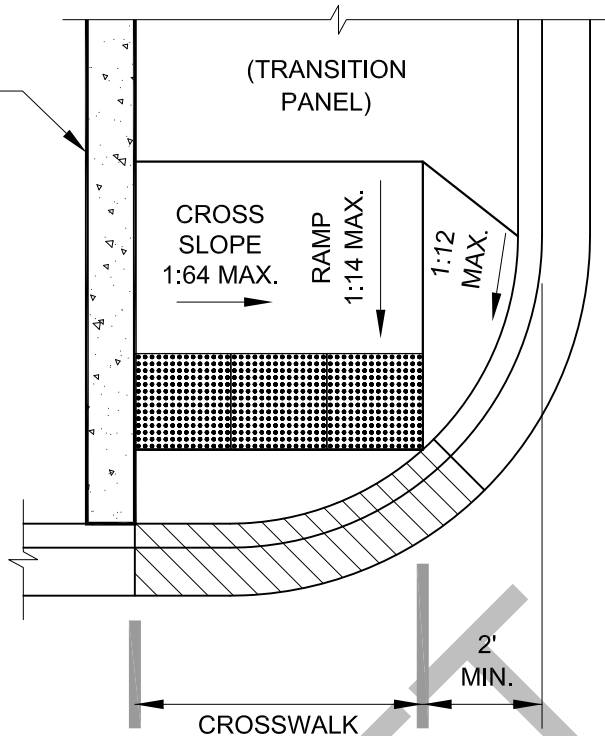 (TRANSITION
PANEL)
CROSS
SLOPE
1:64 MAX.
RAMP
1:14 MAX.
1:12
MAX.
2'
MIN.
CROSSWALK